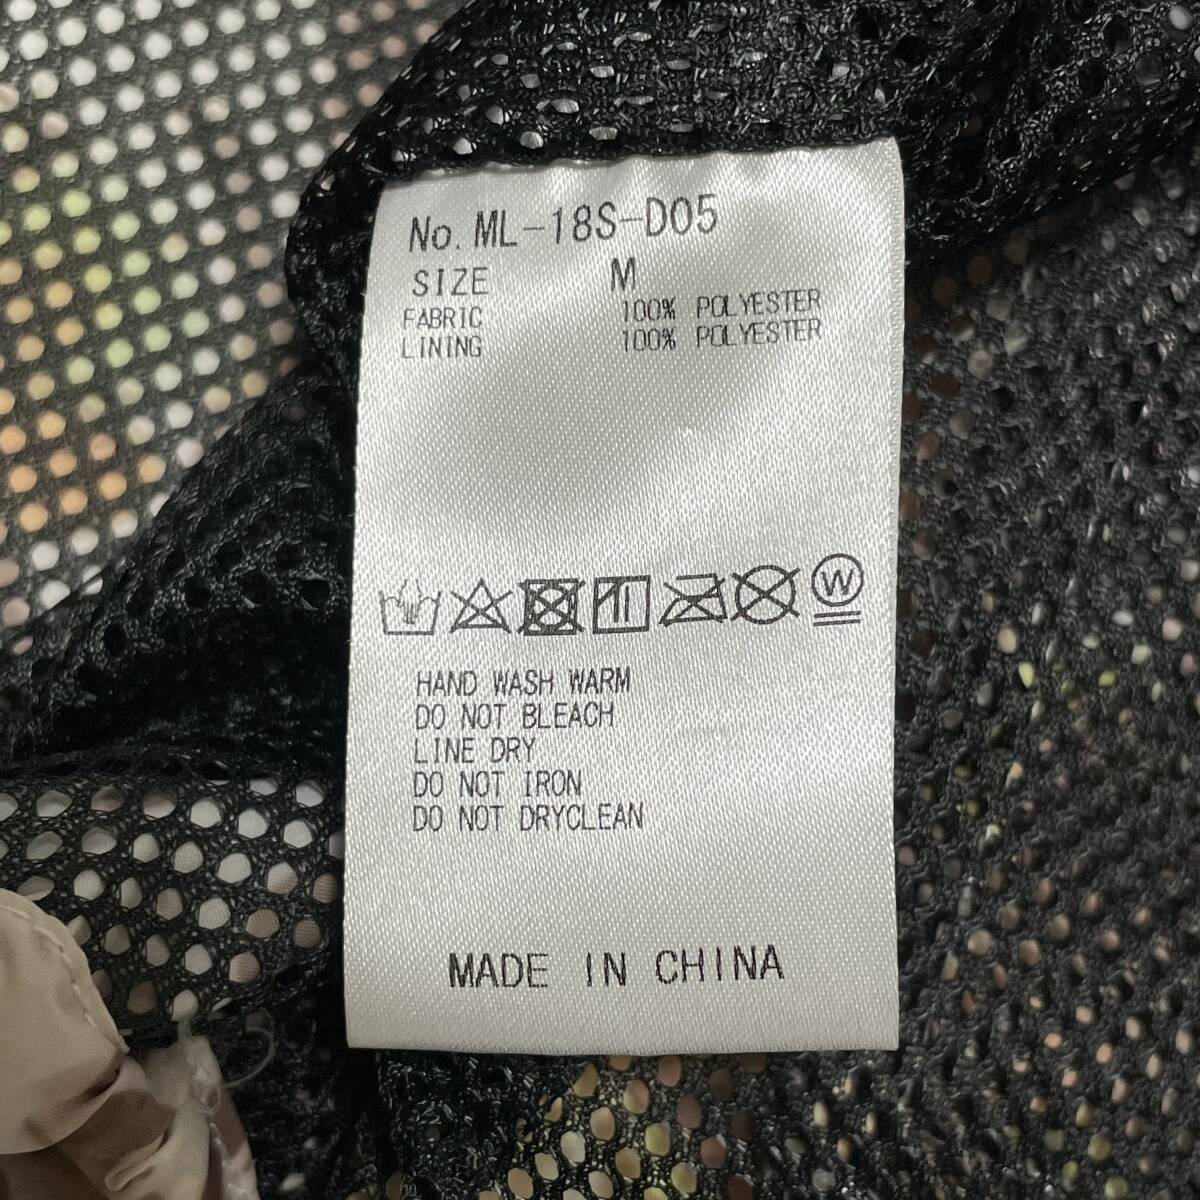 No. ML-18S-D05
SIZE M
FABRIC 100% POLYESTER
LINING 100% POLYESTER
W
HAND WASH WARM
DO NOT BLEACH
LINE DRY
DO NOT IRON
DO NOT DRYCLEAN
MADE IN CHINA